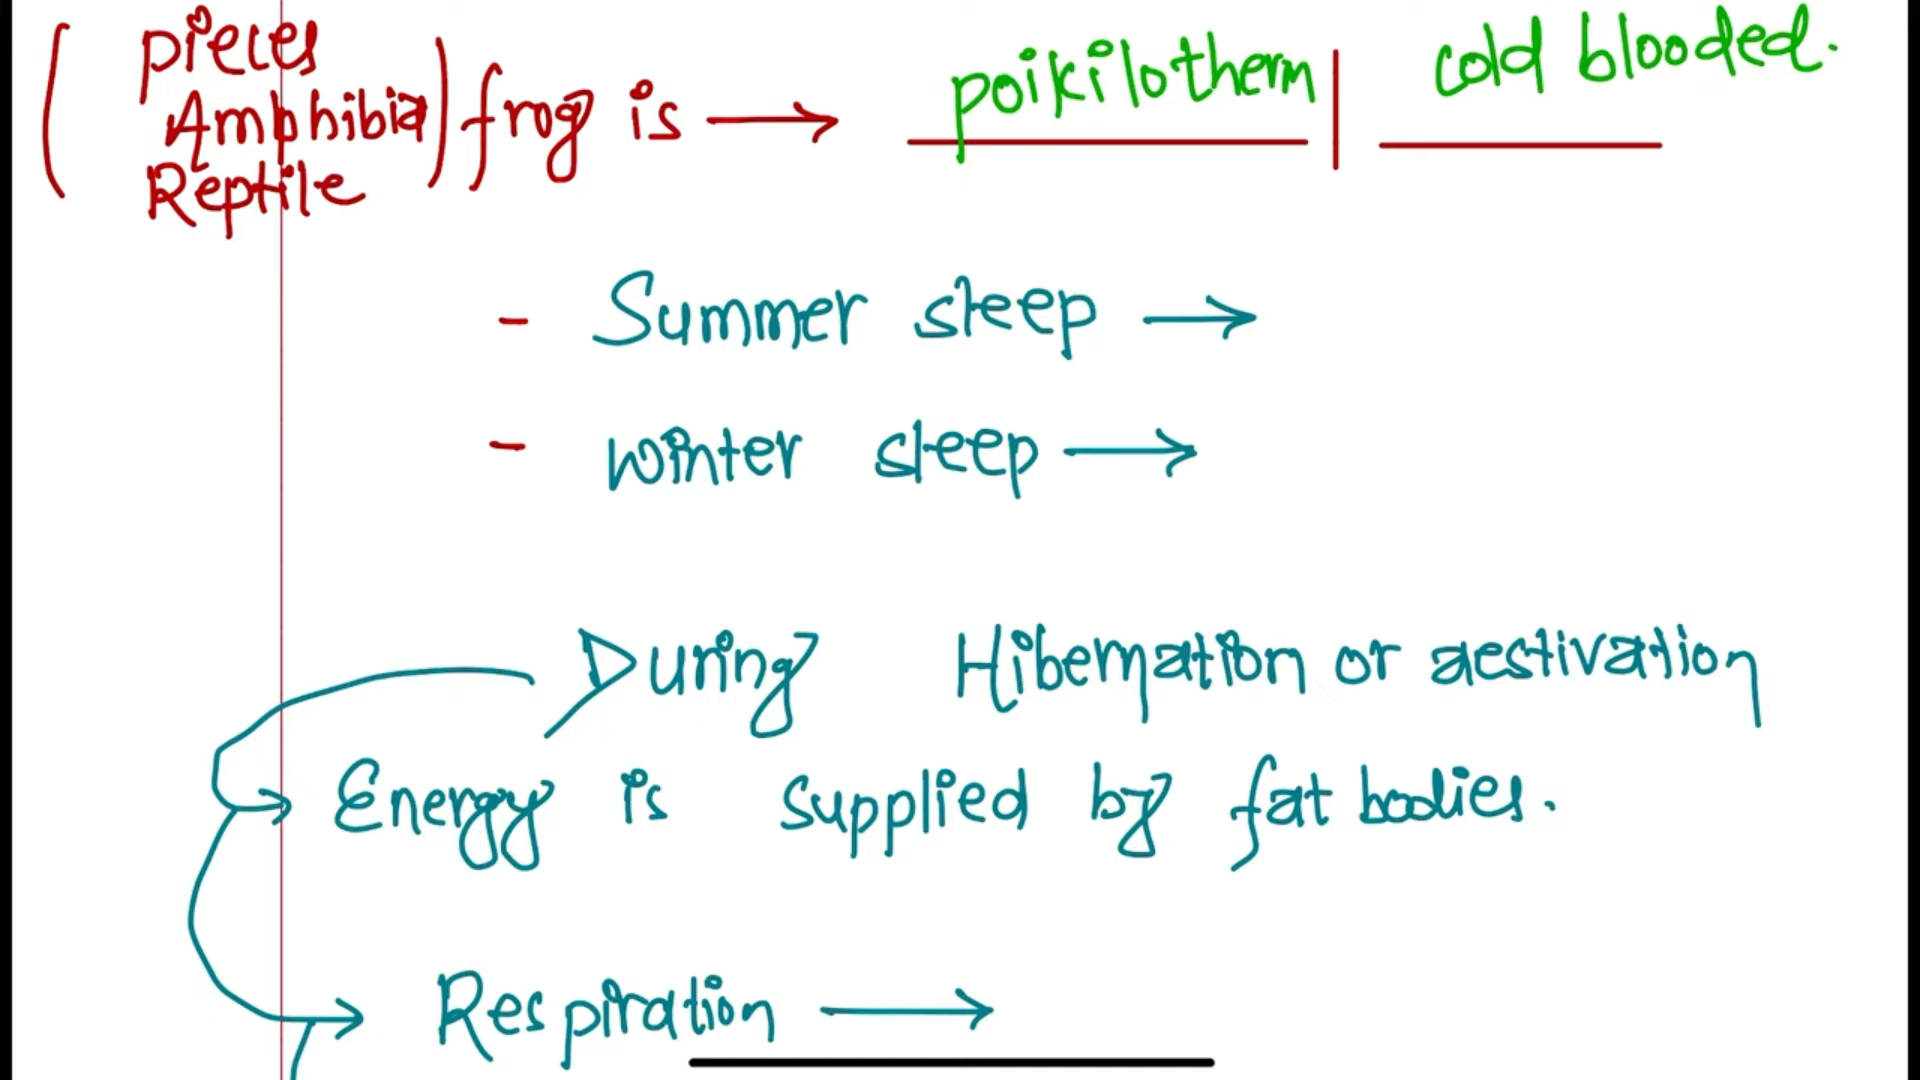 ( pieces
Amphibia) frog is → poikilotherm | cold blooded.
Reptile
- Summer sleep →
- Winter sleep →
During Hibernation or aestivation
→ Energy is supplied by fat bodies.
→ Respiration →